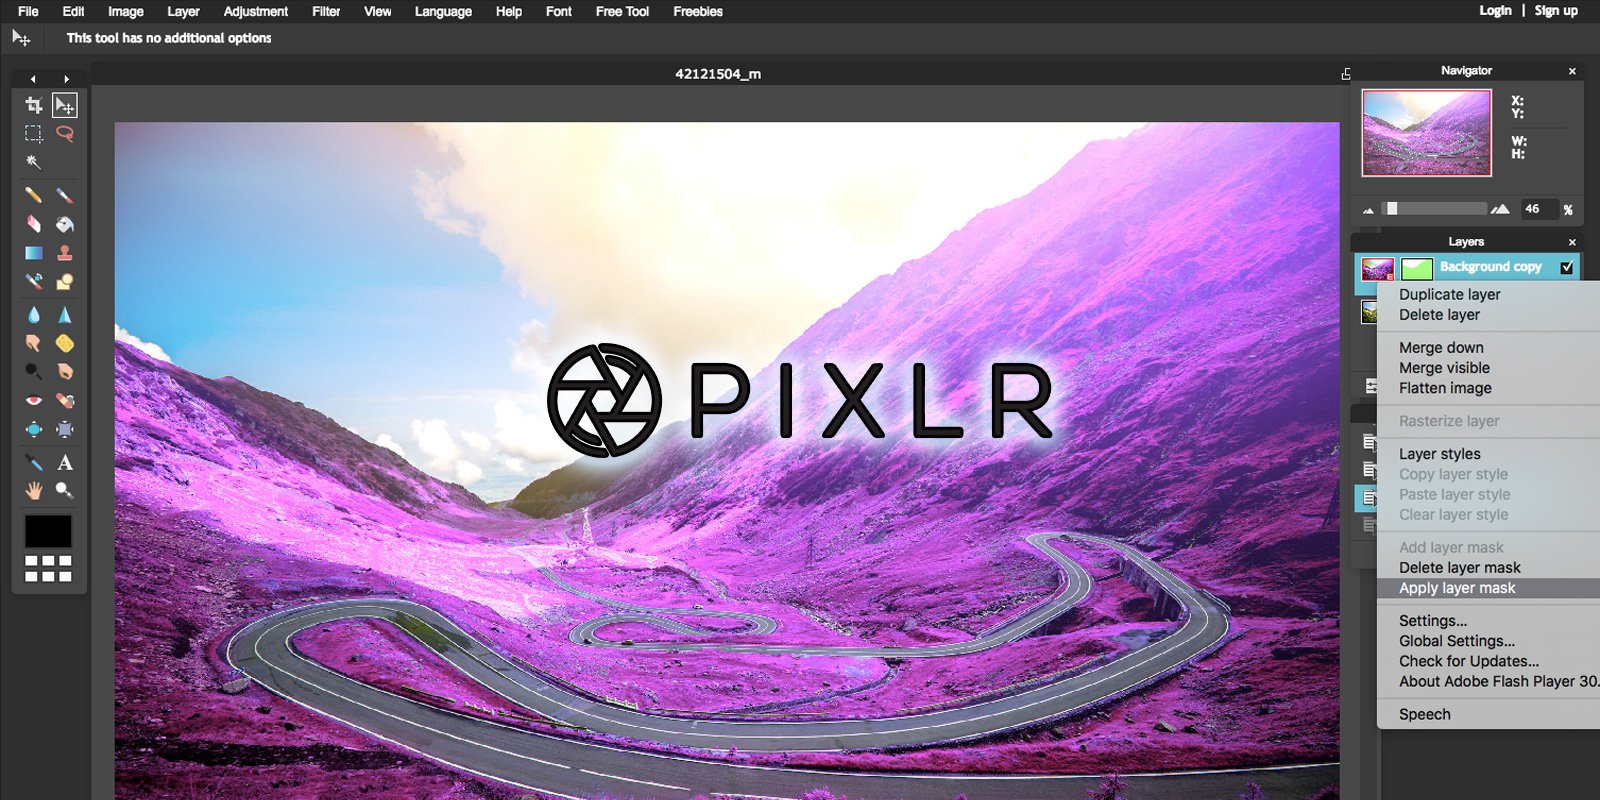 File Edit Image Layer Adjustment Filter View Language Help Font Free Tool Freebies Login | Sign up
This tool has no additional options
42121504_m
Navigator
X:
Y:
W:
H:
46 %
Layers
Background copy
Duplicate layer
Delete layer
Merge down
Merge visible
Flatten image
Rasterize layer
Layer styles
Copy layer style
Paste layer style
Clear layer style
Add layer mask
Delete layer mask
Apply layer mask
Settings...
Global Settings...
Check for Updates...
About Adobe Flash Player 30.
Speech
A
PIXLR